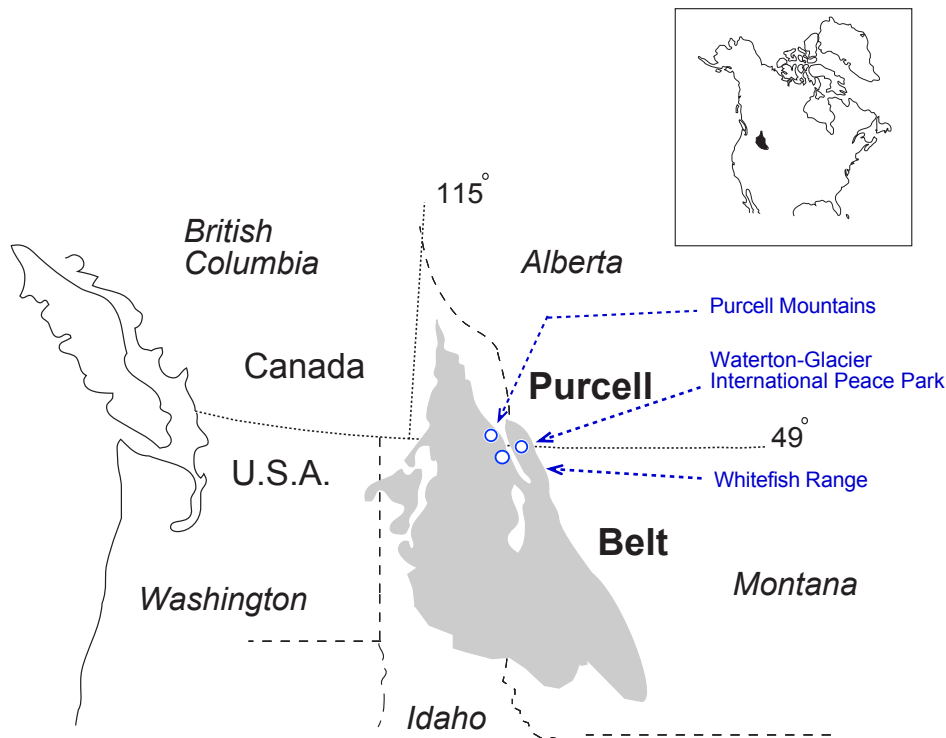 115°
British
Columbia
Alberta
Purcell Mountains
Canada
Waterton-Glacier
International Peace Park
Purcell
49°
U.S.A.
Whitefish Range
Belt
Washington
Montana
Idaho